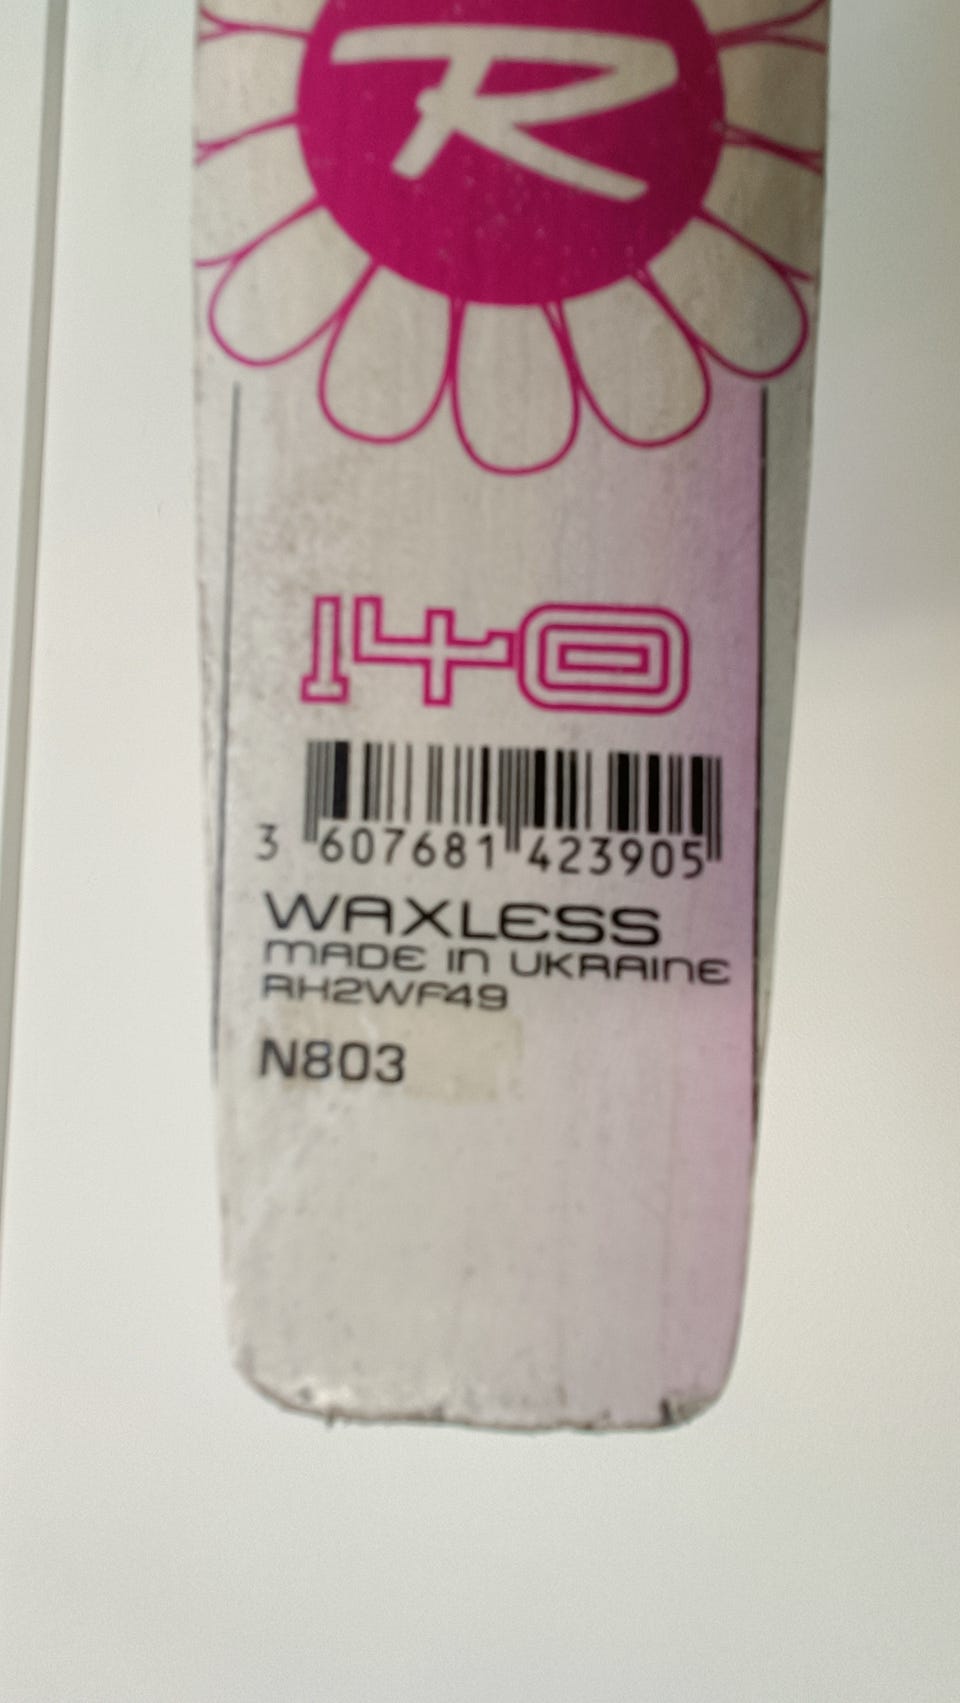 R
140
3 607681 423905
WAXLESS
MADE IN UKRAINE
RH2WF49
N803